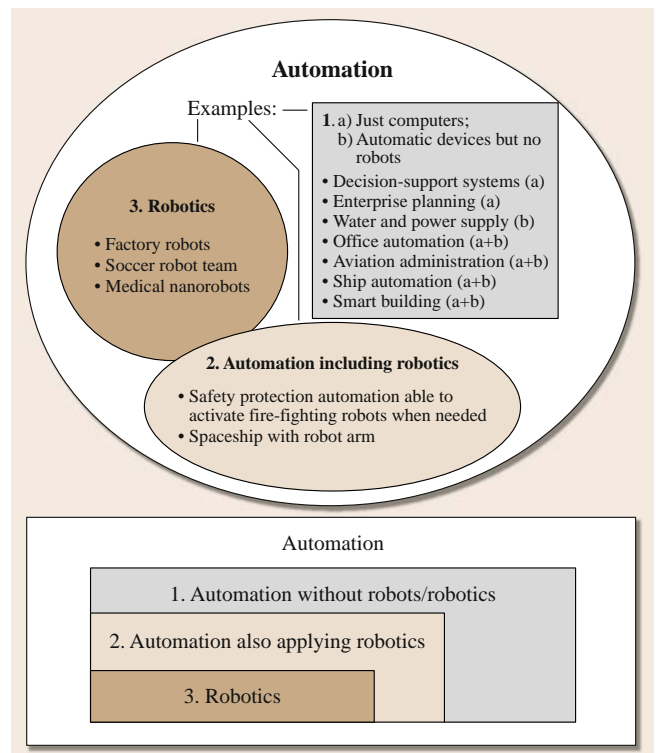 Automation
Examples:
1. a) Just computers;
b) Automatic devices but no
robots
• Decision-support systems (a)
• Enterprise planning (a)
• Water and power supply (b)
• Office automation (a+b)
• Aviation administration (a+b)
• Ship automation (a+b)
• Smart building (a+b)
3. Robotics
• Factory robots
• Soccer robot team
• Medical nanorobots
2. Automation including robotics
• Safety protection automation able to
activate fire-fighting robots when needed
• Spaceship with robot arm
Automation
1. Automation without robots/robotics
2. Automation also applying robotics
3. Robotics